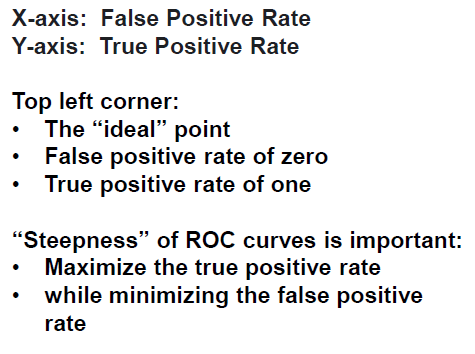 X-axis:  False Positive Rate
Y-axis:  True Positive Rate
Top left corner:
• The “ideal” point
• False positive rate of zero
• True positive rate of one
“Steepness” of ROC curves is important:
• Maximize the true positive rate
• while minimizing the false positive
rate